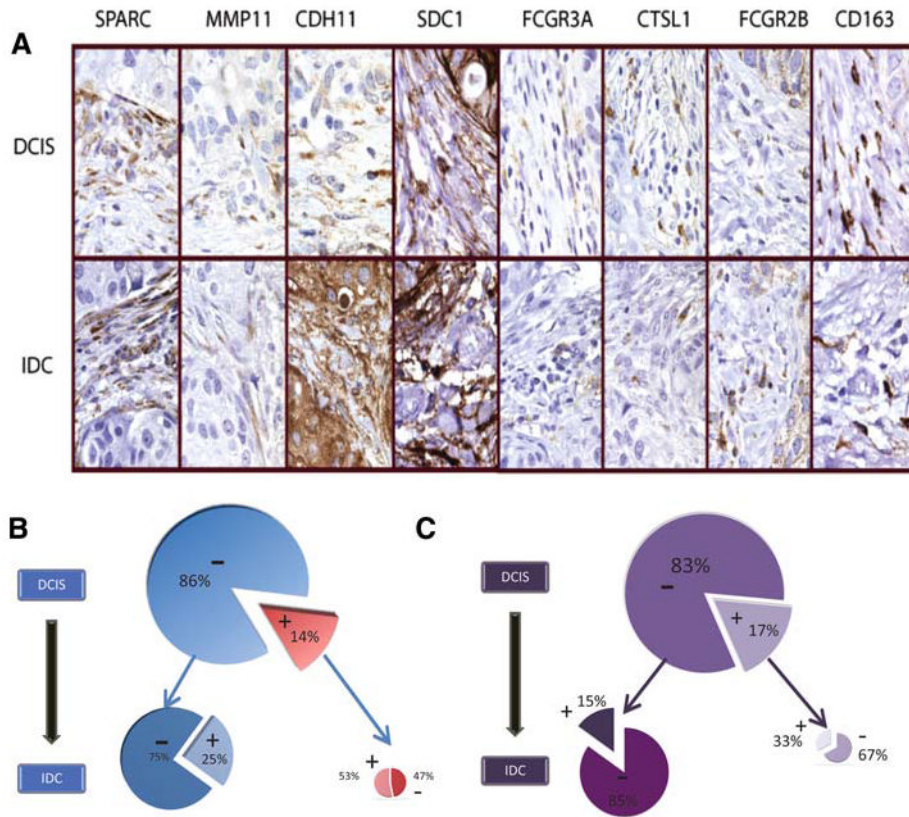 SPARC MMP11 CDH11 SDC1 FCGR3A CTSL1 FCGR2B CD163
A
DCIS
IDC
B
DCIS
IDC
−
86%
+
14%
−
75%
+
25%
+
53%
47%
−
C
DCIS
IDC
83%
−
+
17%
15%
+
−
85%
+
33%
−
67%